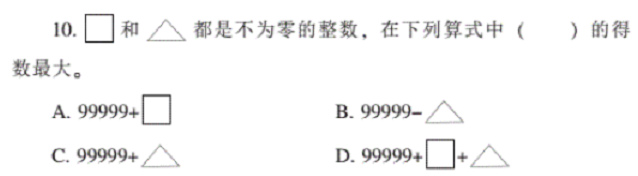 10. □ 和 △ 都是不为零的整数，在下列算式中（ ）的得
数最大。
A. 99999+□ B. 99999-△
C. 99999+△ D. 99999+□+△